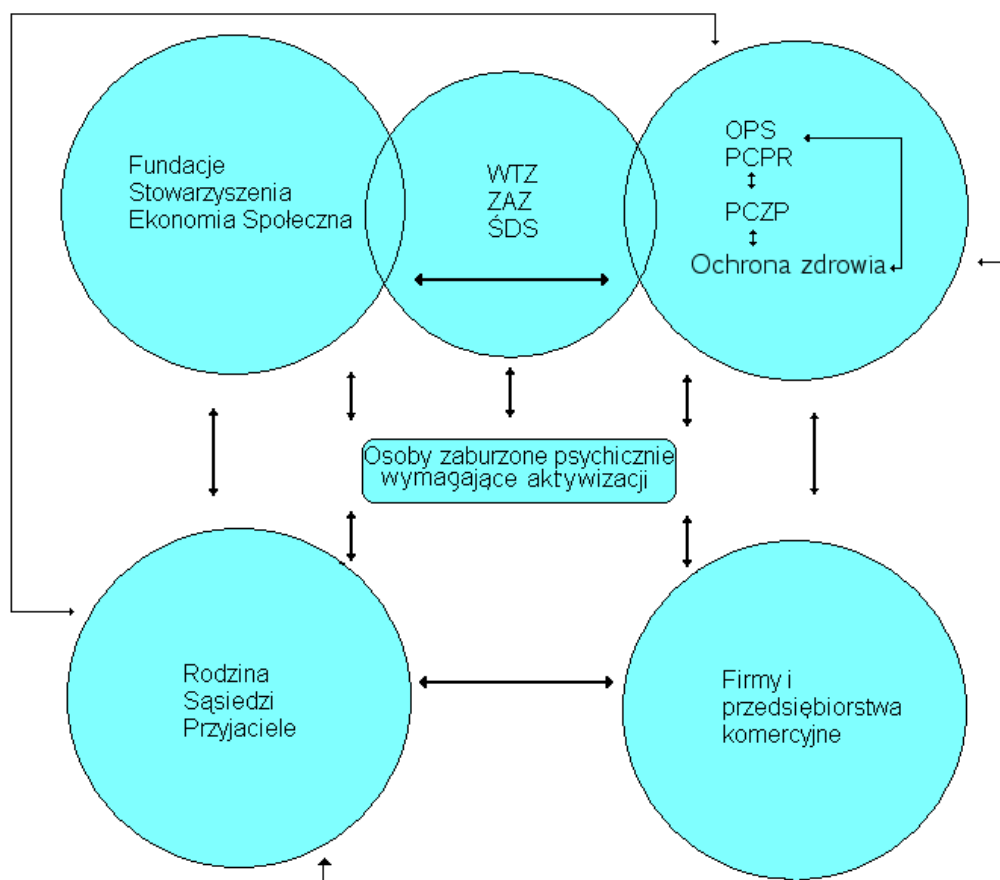 Fundacje
Stowarzyszenia
Ekonomia Społeczna
WTZ
ZAZ
ŚDS
OPS
PCPR
PCZP
Ochrona zdrowia
Osoby zaburzone psychicznie
wymagające aktywizacji
Rodzina
Sąsiedzi
Przyjaciele
Firmy i
przedsiębiorstwa
komercyjne